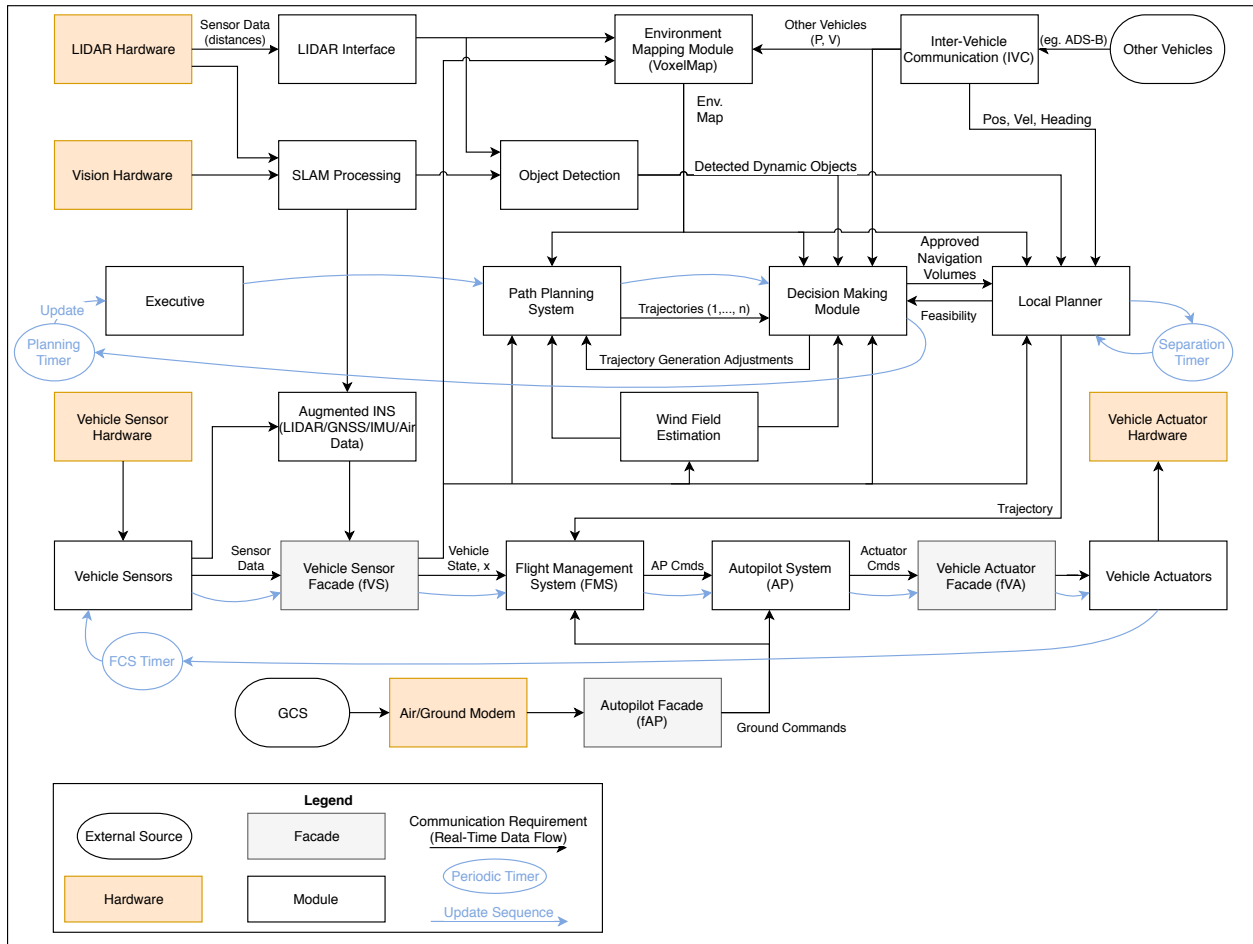 LIDAR Hardware
Sensor Data
(distances)
LIDAR Interface
Environment
Mapping Module
(VoxelMap)
Other Vehicles
(P, V)
Inter-Vehicle
Communication (IVC)
(eg. ADS-B)
Other Vehicles
Env.
Map
Pos, Vel, Heading
Vision Hardware
SLAM Processing
Object Detection
Detected Dynamic Objects
Approved
Navigation
Volumes
Update
Executive
Path Planning
System
Trajectories (1,..., n)
Decision Making
Module
Feasibility
Local Planner
Planning
Timer
Separation
Timer
Trajectory Generation Adjustments
Vehicle Sensor
Hardware
Augmented INS
(LIDAR/GNSS/IMU/Air
Data)
Wind Field
Estimation
Vehicle Actuator
Hardware
Trajectory
Vehicle Sensors
Sensor
Data
Vehicle Sensor
Facade (fVS)
Vehicle
State, x
Flight Management
System (FMS)
AP Cmds
Autopilot System
(AP)
Actuator
Cmds
Vehicle Actuator
Facade (fVA)
Vehicle Actuators
FCS Timer
GCS
Air/Ground Modem
Autopilot Facade
(fAP)
Ground Commands
Legend
External Source
Facade
Communication Requirement
(Real-Time Data Flow)
Hardware
Module
Periodic Timer
Update Sequence